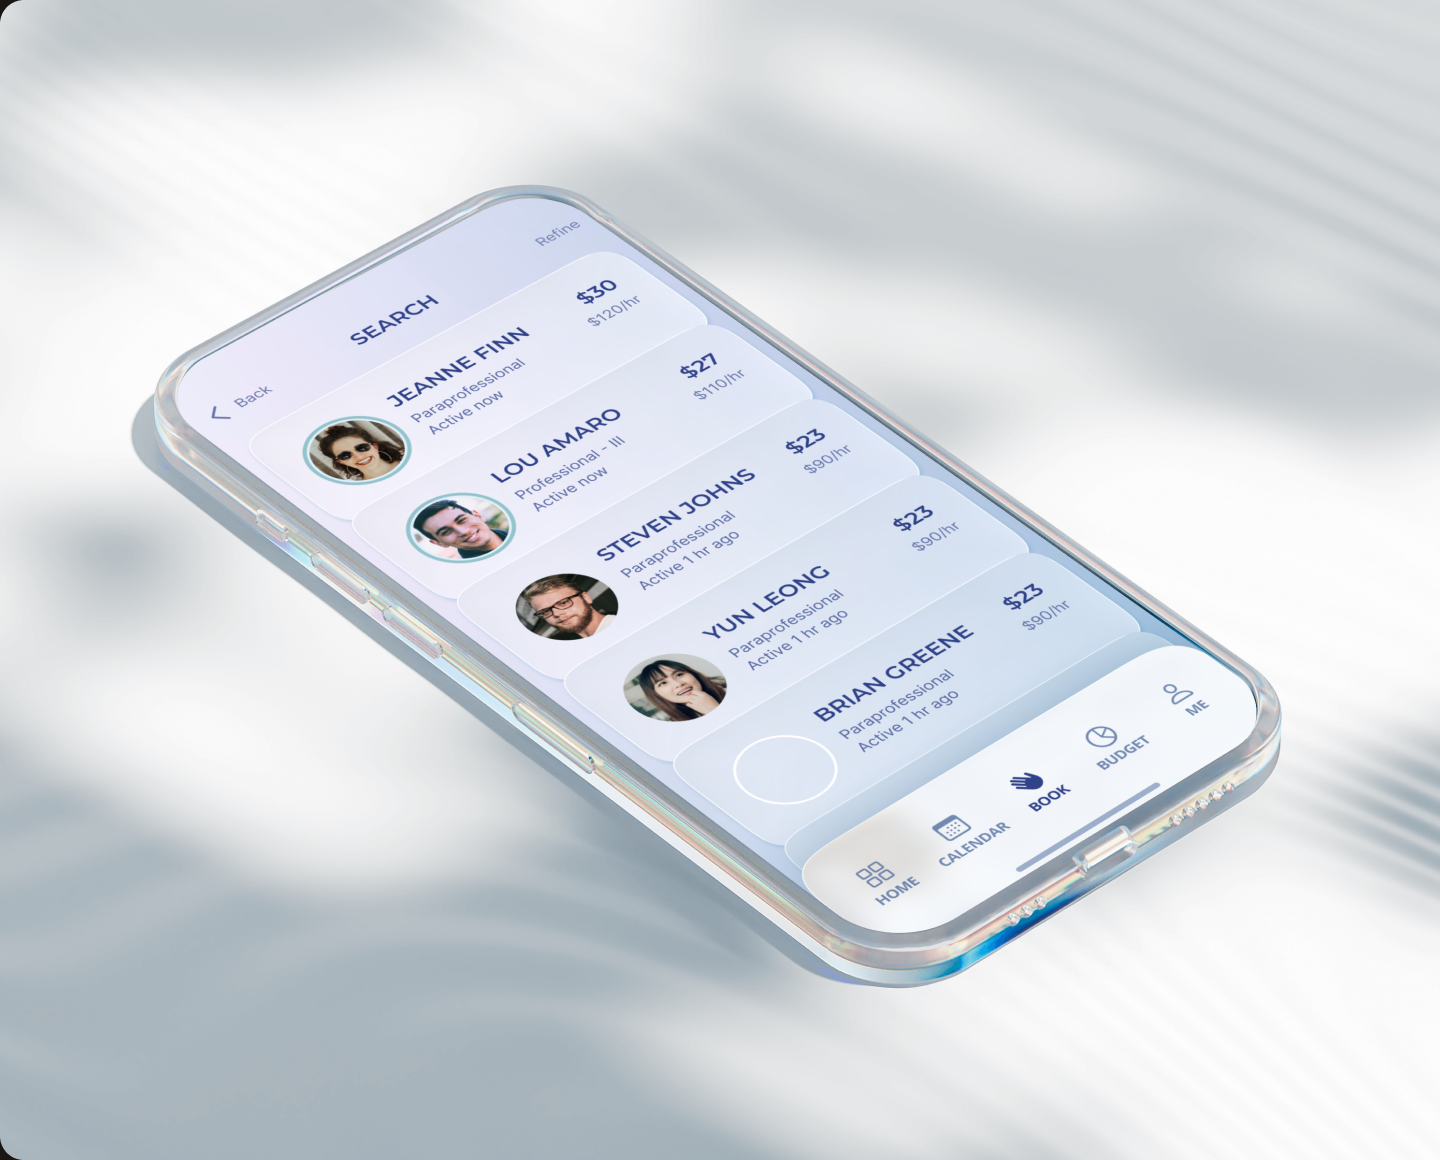 Refine
SEARCH
Back
JEANNE FINN
Paraprofessional
Active now
$30
$120/hr
LOU AMARO
Professional - III
Active now
$27
$110/hr
STEVEN JOHNS
Paraprofessional
Active 1 hr ago
$23
$90/hr
YUN LEONG
Paraprofessional
Active 1 hr ago
$23
$90/hr
BRIAN GREENE
Paraprofessional
Active 1 hr ago
$23
$90/hr
HOME
CALENDAR
BOOK
BUDGET
ME